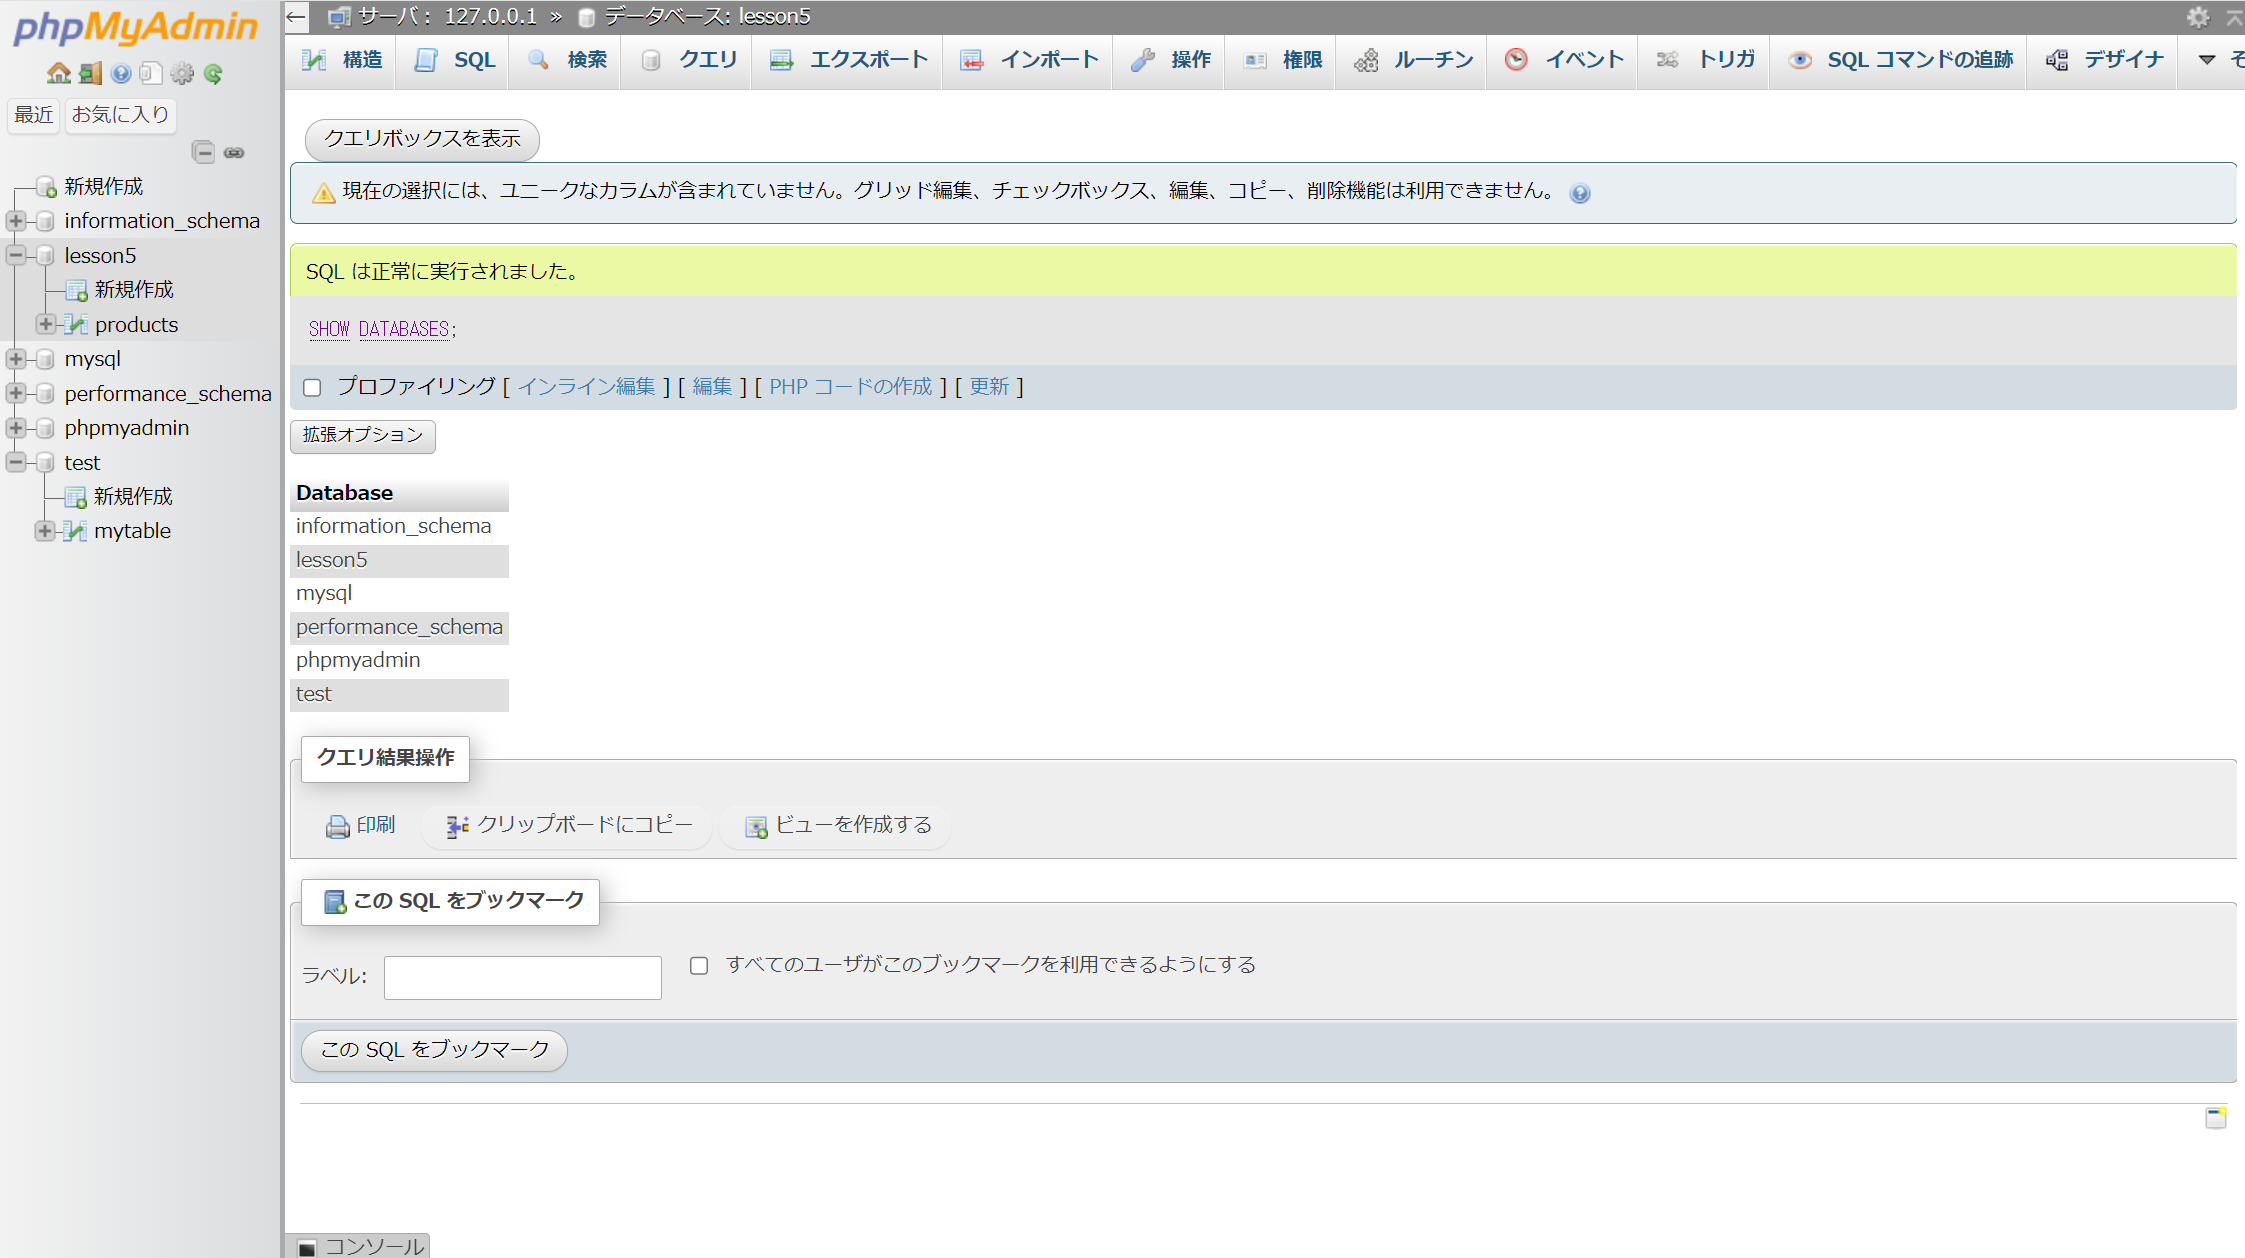 phpMyAdmin
最近 お気に入り
新規作成
information_schema
lesson5
新規作成
products
mysql
performance_schema
phpmyadmin
test
新規作成
mytable
サーバ: 127.0.0.1 » データベース: lesson5
構造 SQL 検索 クエリ エクスポート インポート 操作 権限 ルーチン イベント トリガ SQL コマンドの追跡 デザイナ そ
クエリボックスを表示
現在の選択には、ユニークなカラムが含まれていません。グリッド編集、チェックボックス、編集、コピー、削除機能は利用できません。
SQL は正常に実行されました。
SHOW DATABASES;
プロファイリング [ インライン編集 ] [ 編集 ] [ PHP コードの作成 ] [ 更新 ]
拡張オプション
Database
information_schema
lesson5
mysql
performance_schema
phpmyadmin
test
クエリ結果操作
印刷 クリップボードにコピー ビューを作成する
この SQL をブックマーク
ラベル: すべてのユーザがこのブックマークを利用できるようにする
この SQL をブックマーク
コンソール